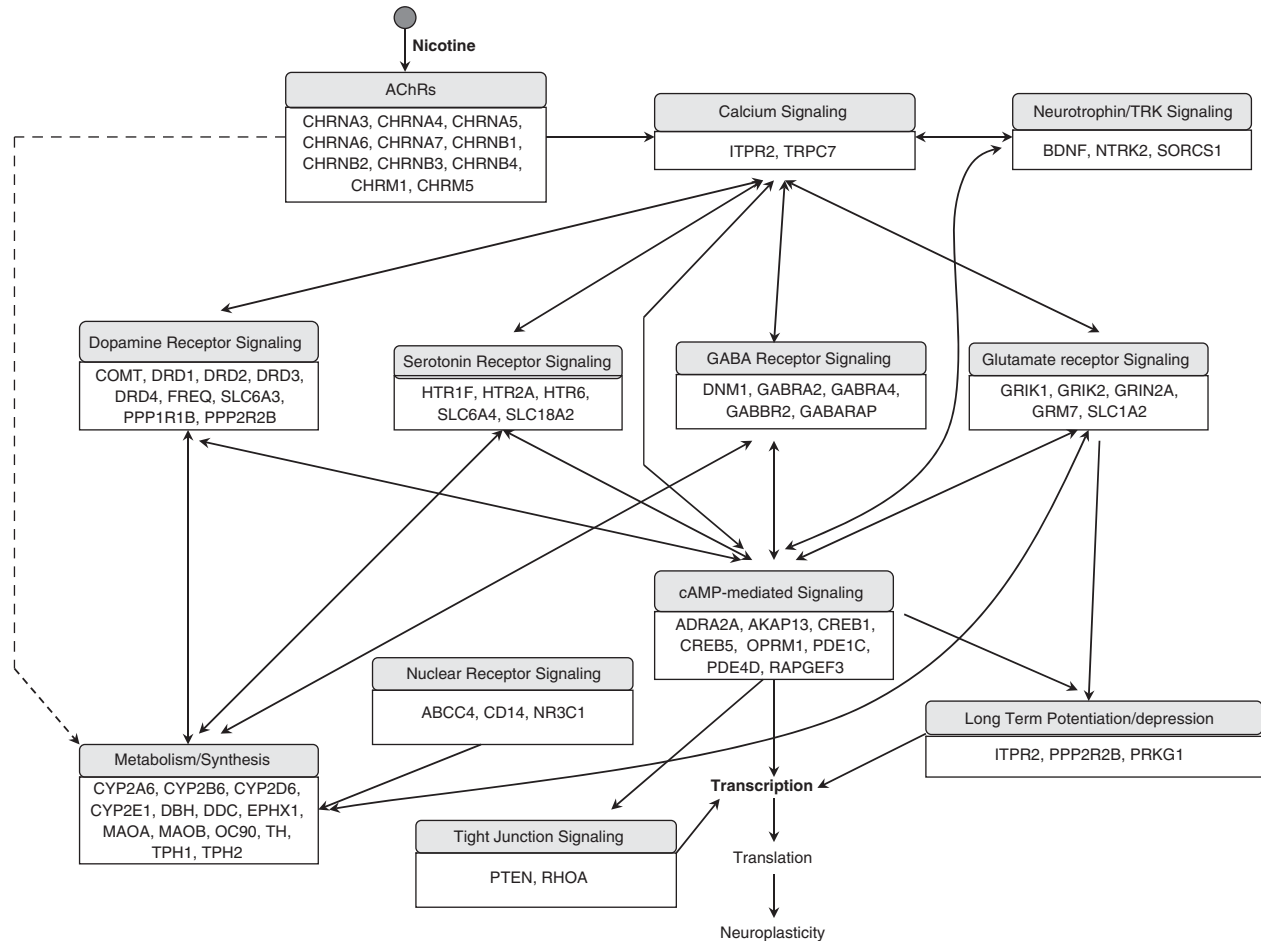 Nicotine
AChRs
CHRNA3, CHRNA4, CHRNA5,
CHRNA6, CHRNA7, CHRNB1,
CHRNB2, CHRNB3, CHRNB4,
CHRM1, CHRM5
Calcium Signaling
ITPR2, TRPC7
Neurotrophin/TRK Signaling
BDNF, NTRK2, SORCS1
Dopamine Receptor Signaling
COMT, DRD1, DRD2, DRD3,
DRD4, FREQ, SLC6A3,
PPP1R1B, PPP2R2B
Serotonin Receptor Signaling
HTR1F, HTR2A, HTR6,
SLC6A4, SLC18A2
GABA Receptor Signaling
DNM1, GABRA2, GABRA4,
GABBR2, GABARAP
Glutamate receptor Signaling
GRIK1, GRIK2, GRIN2A,
GRM7, SLC1A2
cAMP-mediated Signaling
ADRA2A, AKAP13, CREB1,
CREB5, OPRM1, PDE1C,
PDE4D, RAPGEF3
Nuclear Receptor Signaling
ABCC4, CD14, NR3C1
Long Term Potentiation/depression
ITPR2, PPP2R2B, PRKG1
Metabolism/Synthesis
CYP2A6, CYP2B6, CYP2D6,
CYP2E1, DBH, DDC, EPHX1,
MAOA, MAOB, OC90, TH,
TPH1, TPH2
Transcription
Tight Junction Signaling
PTEN, RHOA
Translation
Neuroplasticity